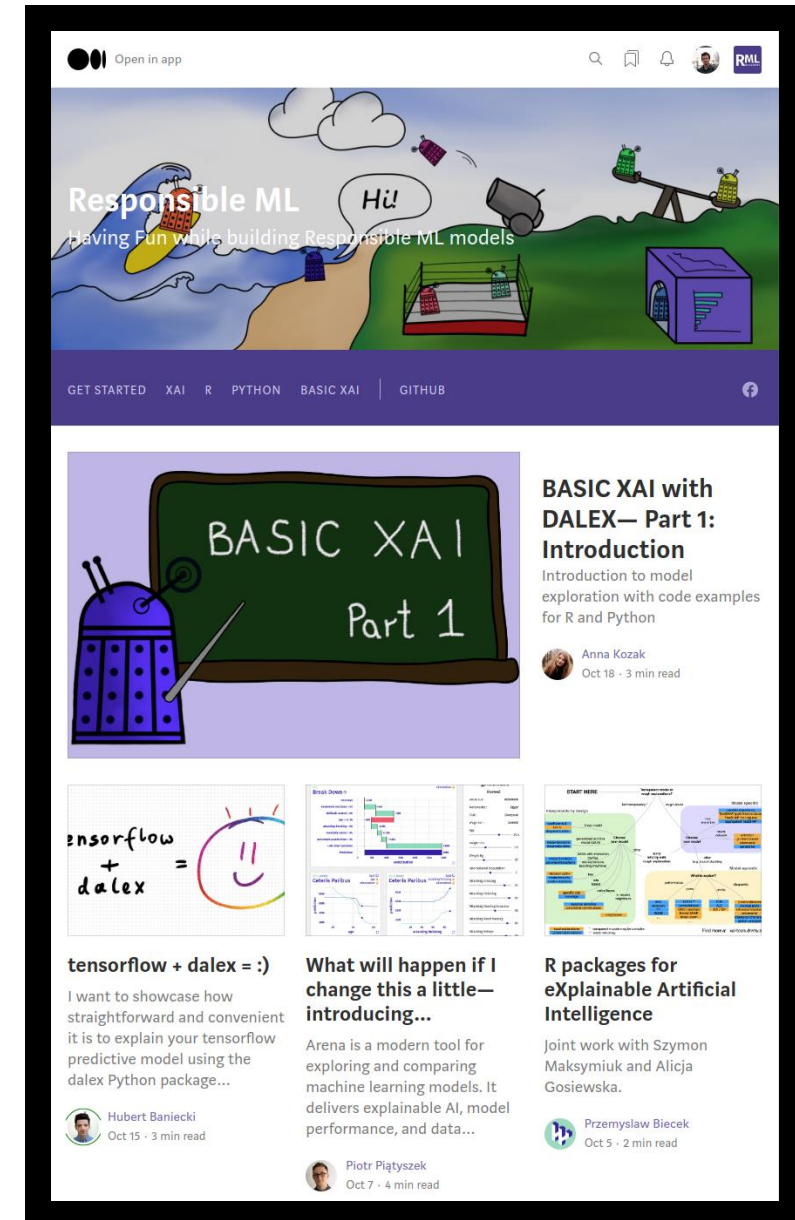 Open in app
RML
Responsible ML
Hi!
Having Fun while building Responsible ML models
GET STARTED XAI R PYTHON BASIC XAI GITHUB
BASIC XAI
Part 1
BASIC XAI with
DALEX— Part 1:
Introduction
Introduction to model
exploration with code examples
for R and Python
Anna Kozak
Oct 18 · 3 min read
ensorflow
+
dalex
=
Break Down
Ceteris Paribus
Ceteris Paribus
START HERE
tensorflow + dalex = :)
I want to showcase how
straightforward and convenient
it is to explain your tensorflow
predictive model using the
dalex Python package...
Hubert Baniecki
Oct 15 · 3 min read
What will happen if I
change this a little—
introducing...
Arena is a modern tool for
exploring and comparing
machine learning models. It
delivers explainable AI, model
performance, and data...
Piotr Piątyszek
Oct 7 · 4 min read
R packages for
eXplainable Artificial
Intelligence
Joint work with Szymon
Maksymiuk and Alicja
Gosiewska.
Przemyslaw Biecek
Oct 5 · 2 min read